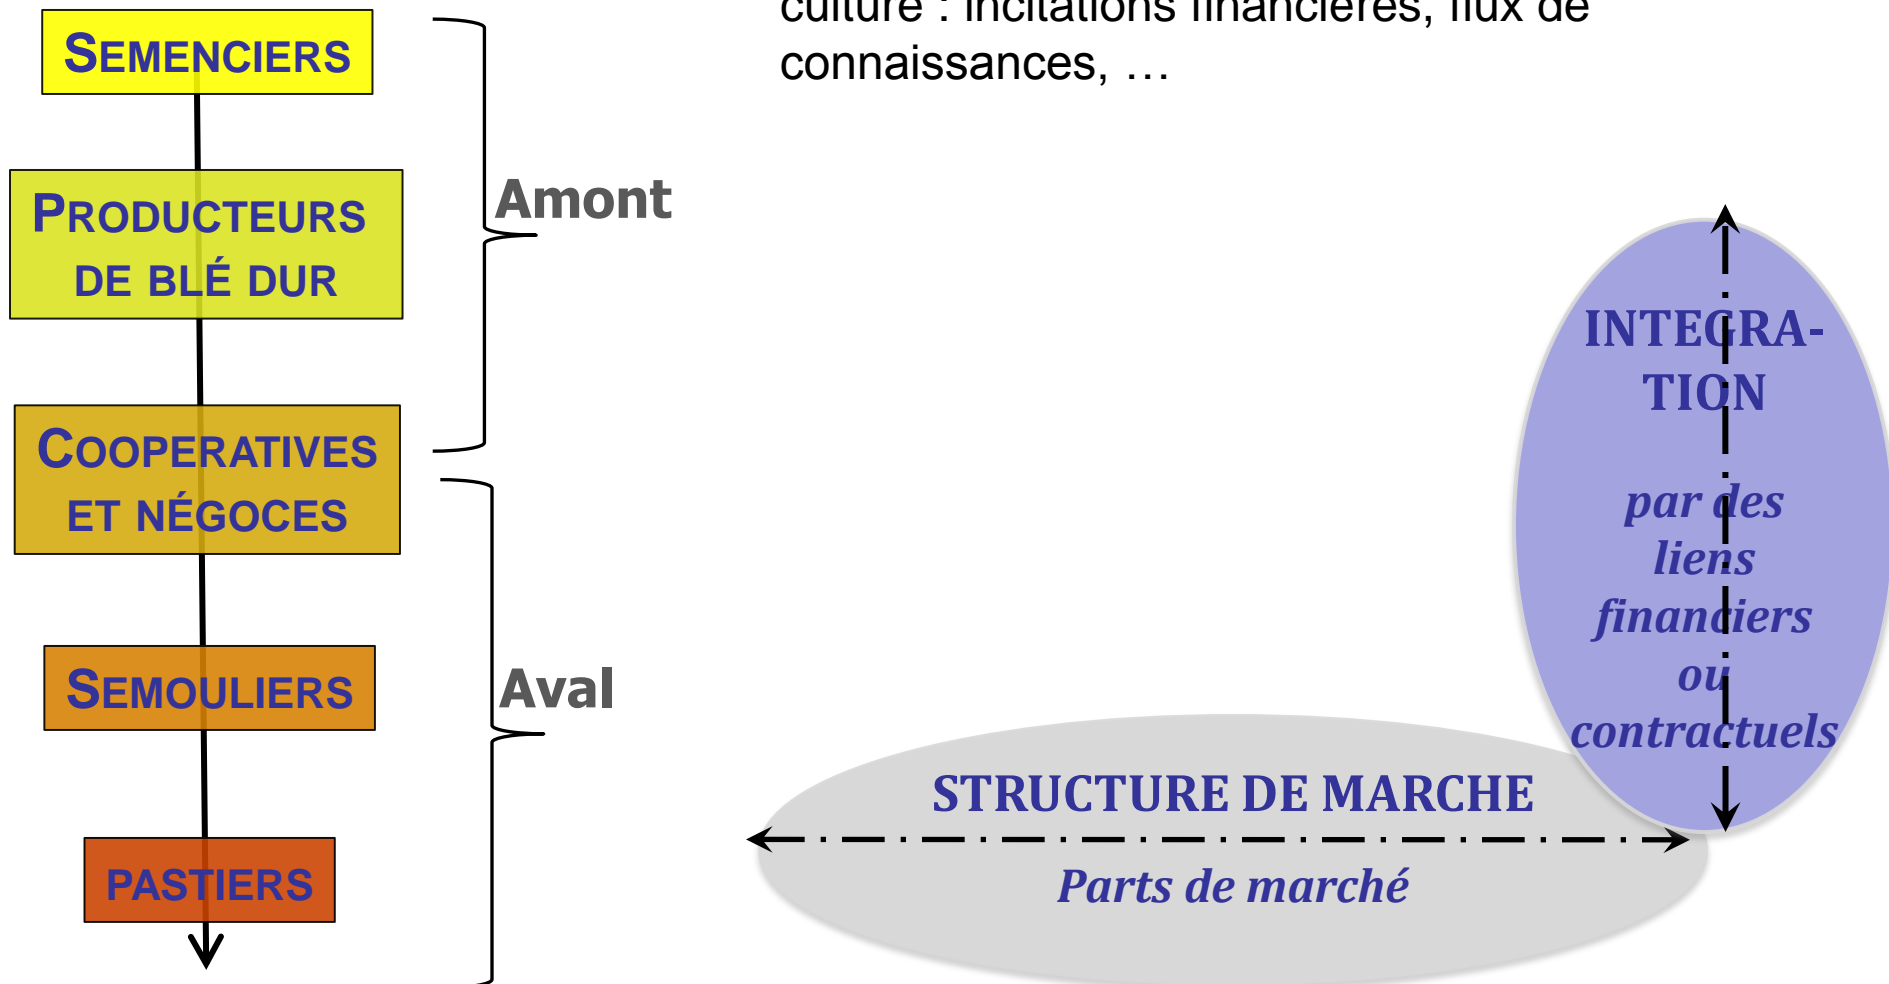 culture : incitations financières, flux de
connaissances, …
SEMENCIERS
PRODUCTEURS
DE BLÉ DUR
COOPERATIVES
ET NÉGOCES
SEMOULIERS
PASTIERS
Amont
Aval
INTEGRA-
TION
par des
liens
financiers
ou
contractuels
STRUCTURE DE MARCHE
Parts de marché